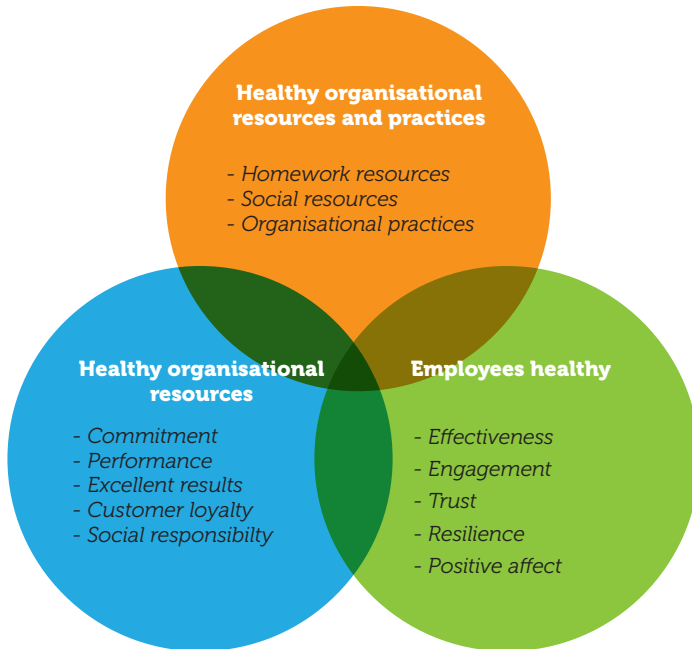 Healthy organisational
resources and practices
- Homework resources
- Social resources
- Organisational practices
Healthy organisational
resources
- Commitment
- Performance
- Excellent results
- Customer loyalty
- Social responsibilty
Employees healthy
- Effectiveness
- Engagement
- Trust
- Resilience
- Positive affect